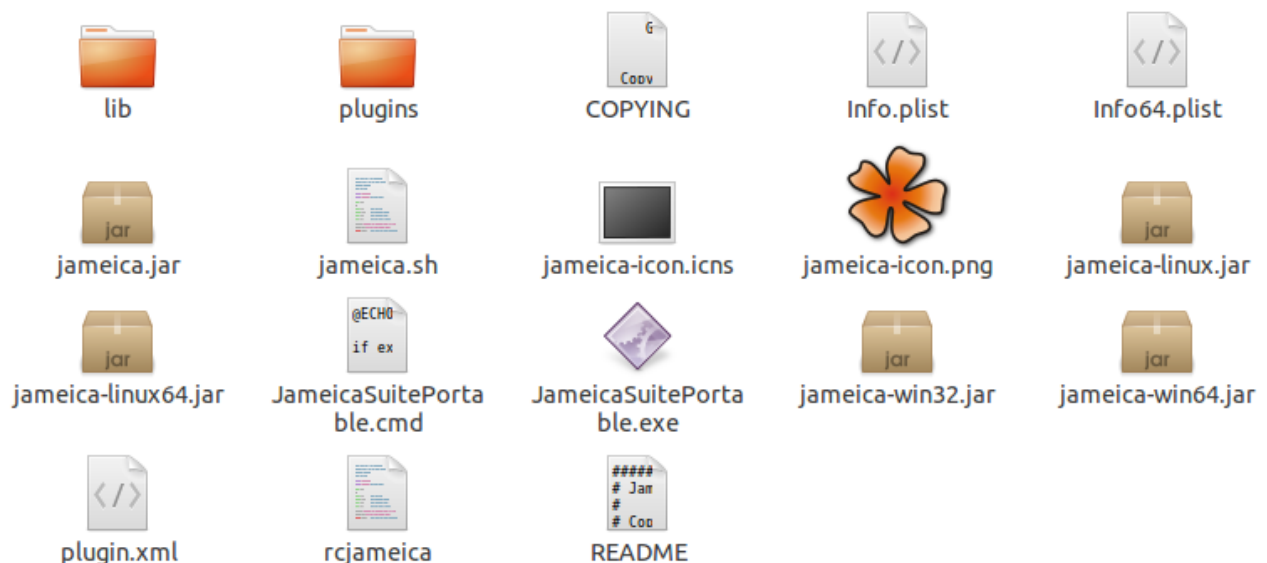 G
Copy
lib
plugins
COPYING
Info.plist
Info64.plist
jar
jar
jameica.jar
jameica.sh
jameica-icon.icns
jameica-icon.png
jameica-linux.jar
jar
@ECHO
if ex
jar
jar
jameica-linux64.jar
JameicaSuitePorta
ble.cmd
JameicaSuitePorta
ble.exe
jameica-win32.jar
jameica-win64.jar
#####
# Jam
#
# Cop
plugin.xml
rcjameica
README